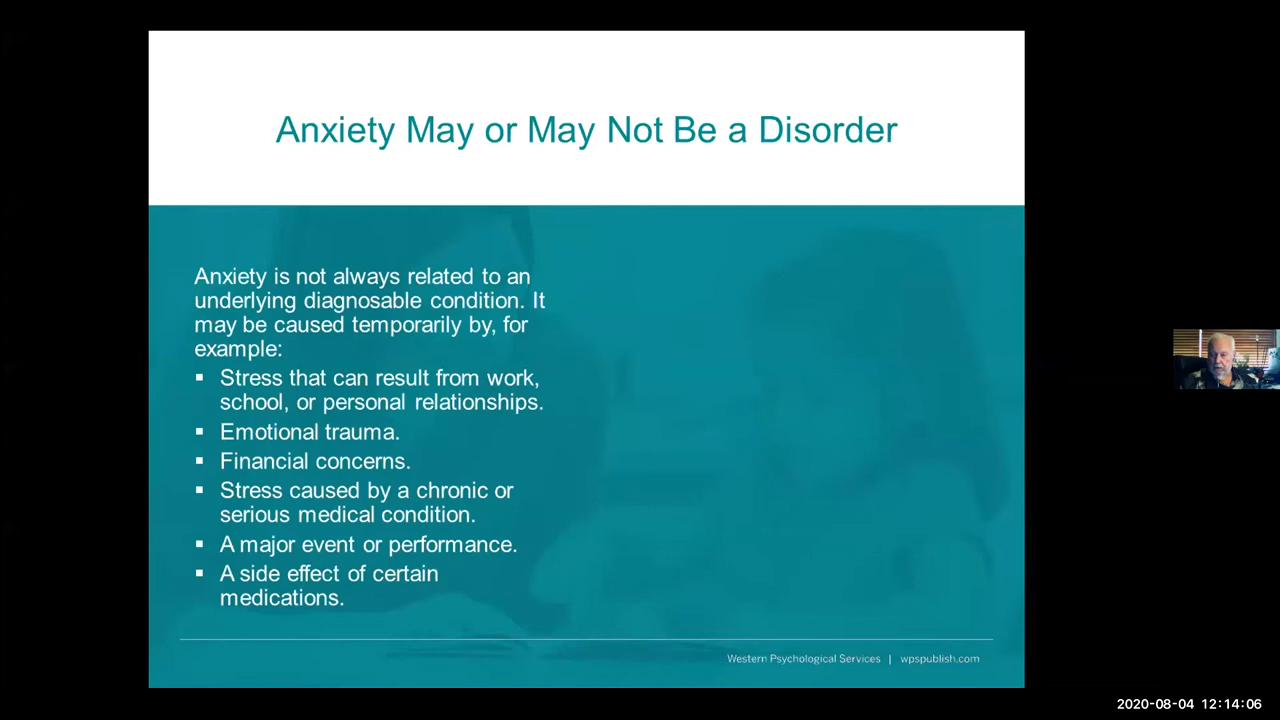 Anxiety May or May Not Be a Disorder
Anxiety is not always related to an
underlying diagnosable condition. It
may be caused temporarily by, for
example:
▪ Stress that can result from work,
school, or personal relationships.
▪ Emotional trauma.
▪ Financial concerns.
▪ Stress caused by a chronic or
serious medical condition.
▪ A major event or performance.
▪ A side effect of certain
medications.
Western Psychological Services | wpspublish.com
2020-08-04 12:14:06